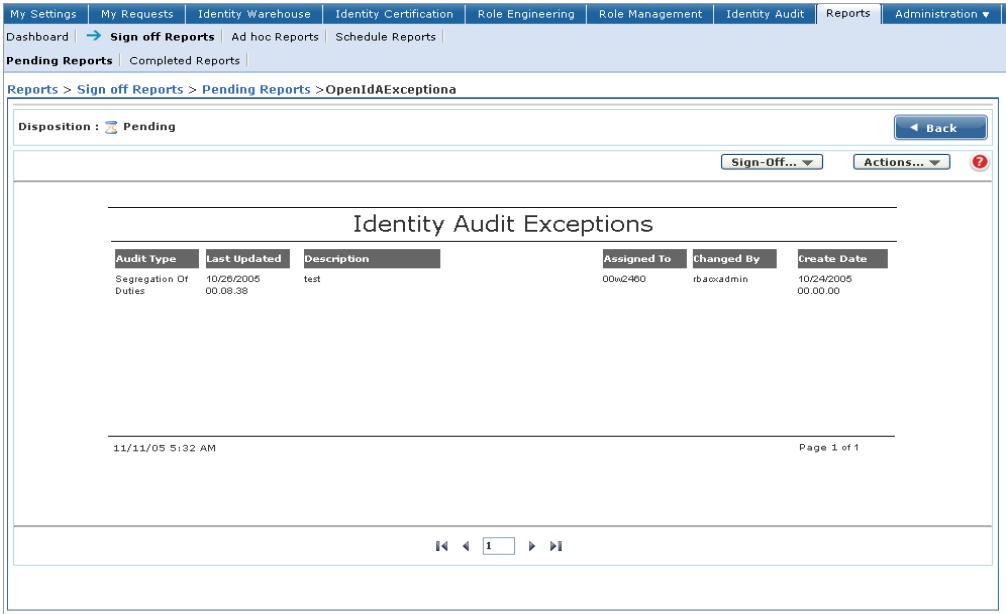 My Settings My Requests Identity Warehouse Identity Certification Role Engineering Role Management Identity Audit Reports Administration ▼
Dashboard → Sign off Reports Ad hoc Reports Schedule Reports
Pending Reports Completed Reports
Reports > Sign off Reports > Pending Reports >OpenIdAExceptiona
Disposition : Pending
Back
Sign-Off... Actions... ?
Identity Audit Exceptions
Audit Type Last Updated Description Assigned To Changed By Create Date
Segregation Of 10/26/2005 test 00w2460 rbacxadmin 10/24/2005
Duties 00.08.38 00.00.00
11/11/05 5:32 AM Page 1 of 1
1